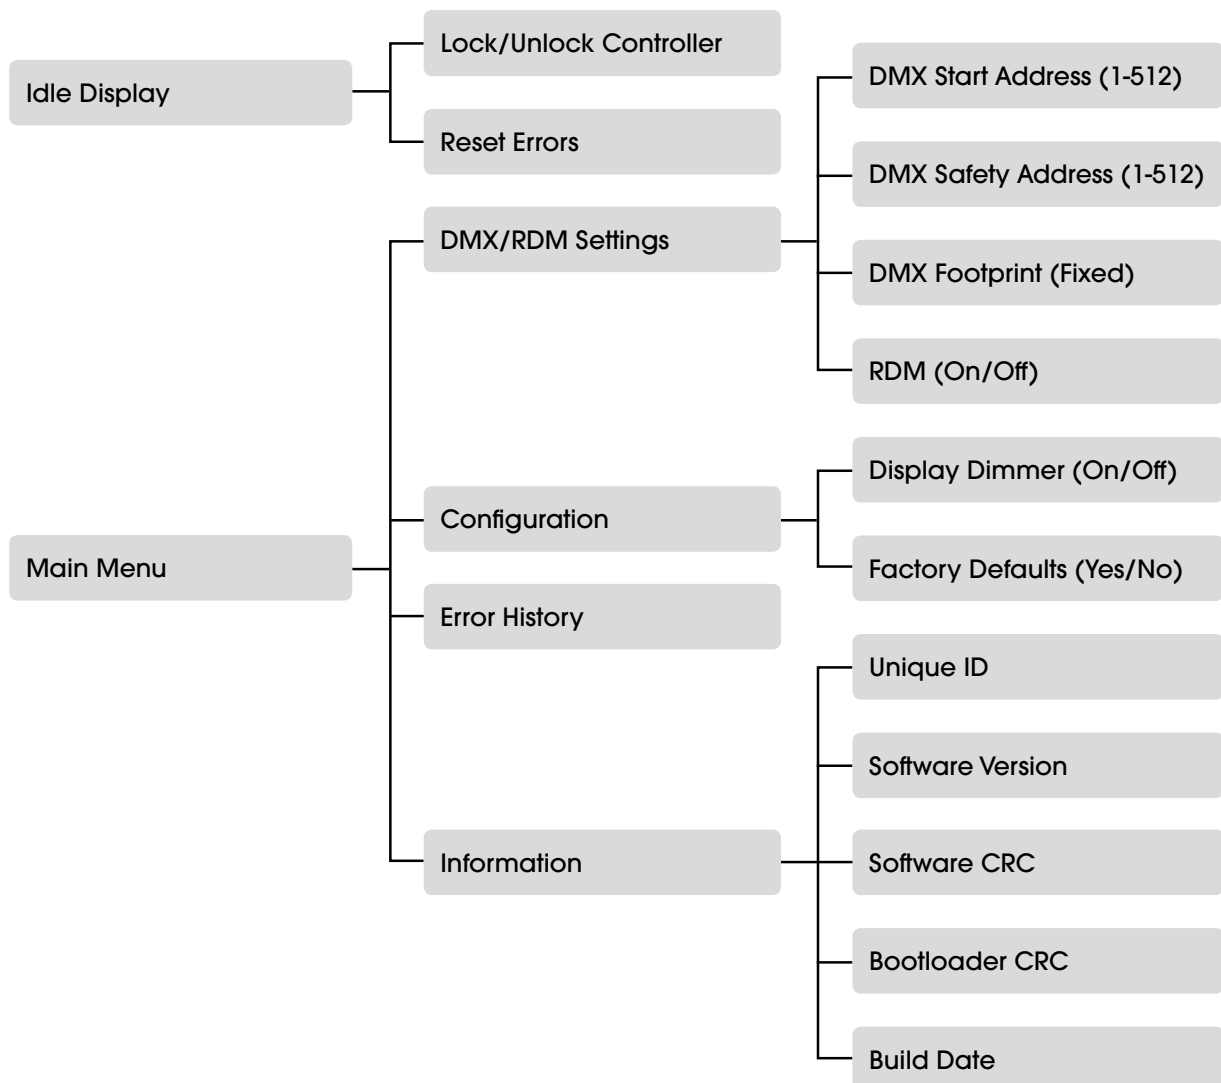 Idle Display
Lock/Unlock Controller
Reset Errors
Main Menu
DMX/RDM Settings
DMX Start Address (1-512)
DMX Safety Address (1-512)
DMX Footprint (Fixed)
RDM (On/Off)
Configuration
Display Dimmer (On/Off)
Factory Defaults (Yes/No)
Error History
Information
Unique ID
Software Version
Software CRC
Bootloader CRC
Build Date